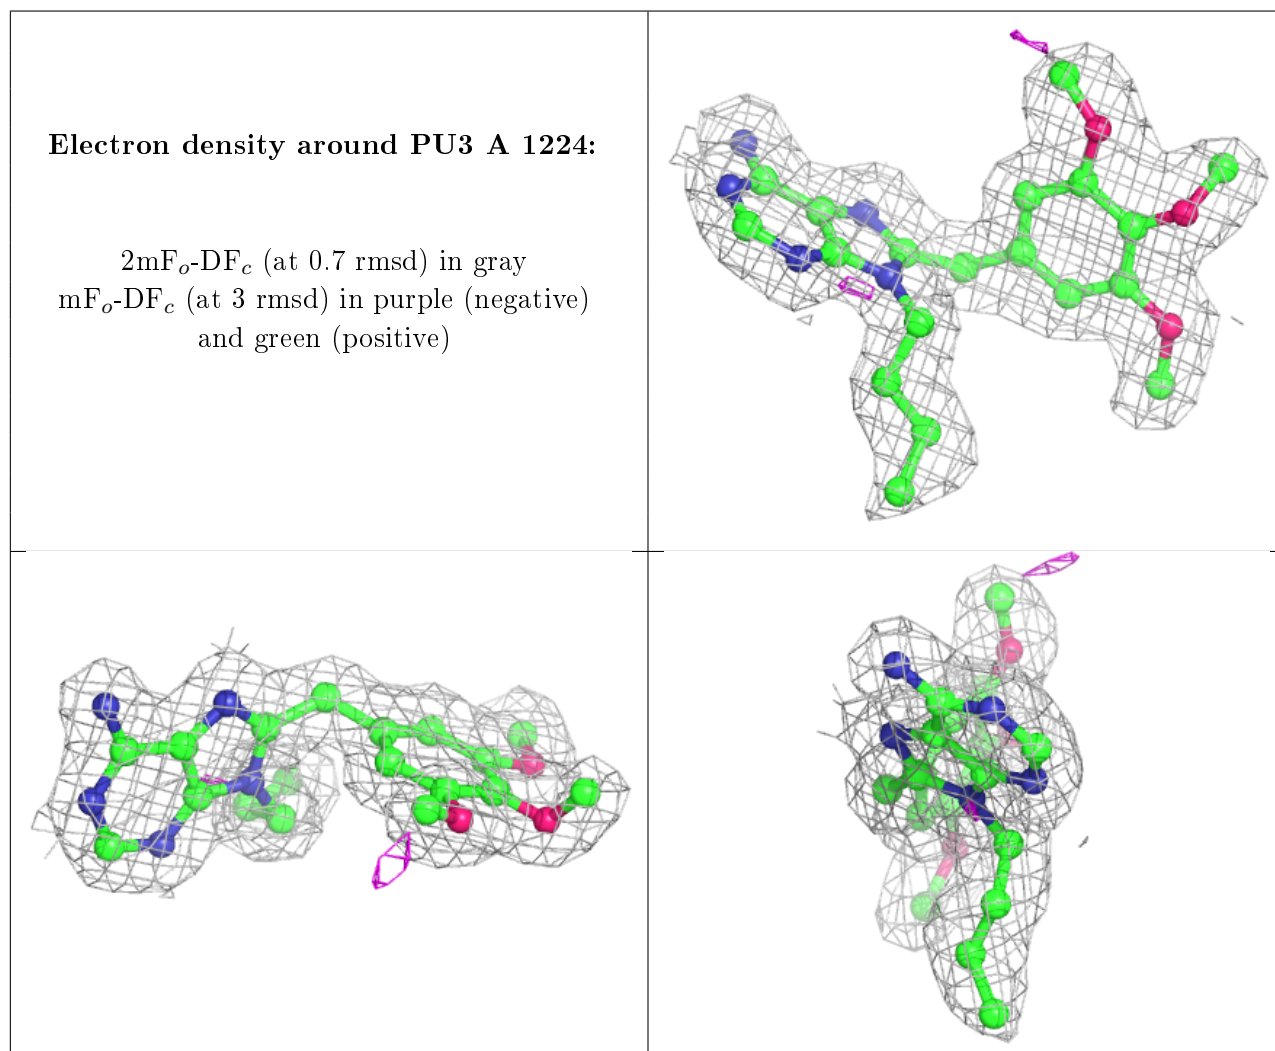 Electron density around PU3 A 1224:
2mFₒ-DF𝒸 (at 0.7 rmsd) in gray
mFₒ-DF𝒸 (at 3 rmsd) in purple (negative)
and green (positive)